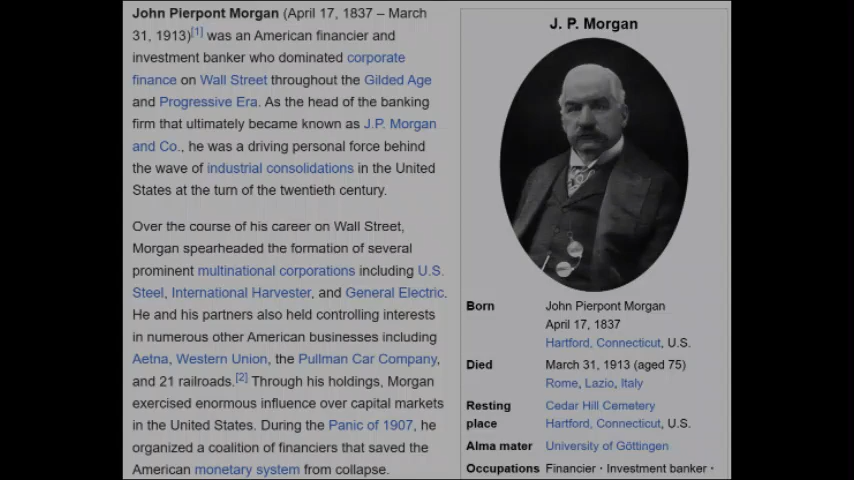 John Pierpont Morgan (April 17, 1837 – March
31, 1913)[1] was an American financier and
investment banker who dominated corporate
finance on Wall Street throughout the Gilded Age
and Progressive Era. As the head of the banking
firm that ultimately became known as J.P. Morgan
and Co., he was a driving personal force behind
the wave of industrial consolidations in the United
States at the turn of the twentieth century.
Over the course of his career on Wall Street,
Morgan spearheaded the formation of several
prominent multinational corporations including U.S.
Steel, International Harvester, and General Electric.
He and his partners also held controlling interests
in numerous other American businesses including
Aetna, Western Union, the Pullman Car Company,
and 21 railroads.[2] Through his holdings, Morgan
exercised enormous influence over capital markets
in the United States. During the Panic of 1907, he
organized a coalition of financiers that saved the
American monetary system from collapse.
J. P. Morgan
Born John Pierpont Morgan
April 17, 1837
Hartford, Connecticut, U.S.
Died March 31, 1913 (aged 75)
Rome, Lazio, Italy
Resting Cedar Hill Cemetery
place Hartford, Connecticut, U.S.
Alma mater University of Göttingen
Occupations Financier · Investment banker ·